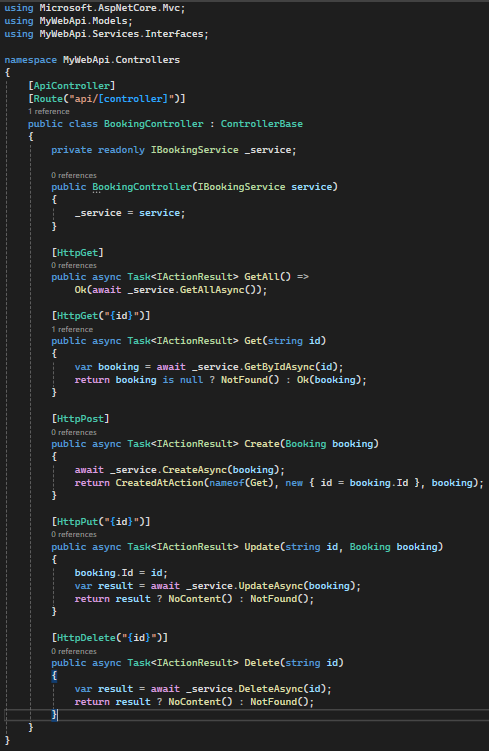 using Microsoft.AspNetCore.Mvc;
using MyWebApi.Models;
using MyWebApi.Services.Interfaces;
namespace MyWebApi.Controllers
{
[ApiController]
[Route("api/[controller]")]
1 reference
public class BookingController : ControllerBase
{
private readonly IBookingService _service;
0 references
public BookingController(IBookingService service)
{
_service = service;
}
[HttpGet]
0 references
public async Task<IActionResult> GetAll() =>
Ok(await _service.GetAllAsync());
[HttpGet("{id}")]
1 reference
public async Task<IActionResult> Get(string id)
{
var booking = await _service.GetByIdAsync(id);
return booking is null ? NotFound() : Ok(booking);
}
[HttpPost]
0 references
public async Task<IActionResult> Create(Booking booking)
{
await _service.CreateAsync(booking);
return CreatedAtAction(nameof(Get), new { id = booking.Id }, booking);
}
[HttpPut("{id}")]
0 references
public async Task<IActionResult> Update(string id, Booking booking)
{
booking.Id = id;
var result = await _service.UpdateAsync(booking);
return result ? NoContent() : NotFound();
}
[HttpDelete("{id}")]
0 references
public async Task<IActionResult> Delete(string id)
{
var result = await _service.DeleteAsync(id);
return result ? NoContent() : NotFound();
}
}
}